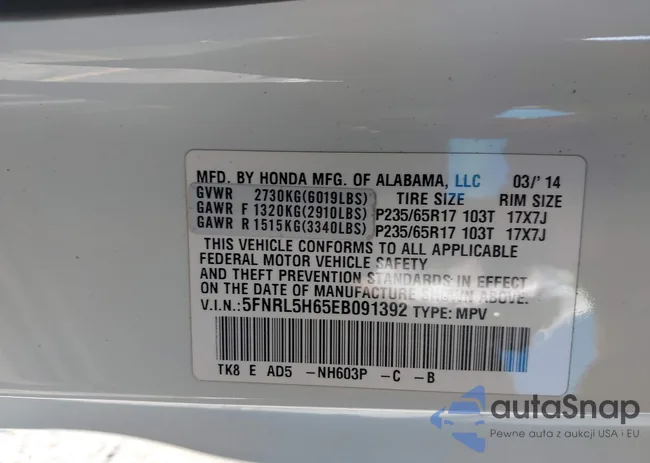 MFD. BY HONDA MFG. OF ALABAMA, LLC 03/'14
GVWR 2730KG(6019LBS) TIRE SIZE RIM SIZE
GAWR F 1320KG(2910LBS) P235/65R17 103T 17X7J
GAWR R 1515KG(3340LBS) P235/65R17 103T 17X7J
THIS VEHICLE CONFORMS TO ALL APPLICABLE
FEDERAL MOTOR VEHICLE SAFETY
AND THEFT PREVENTION STANDARDS IN EFFECT
ON THE DATE OF MANUFACTURE SHOWN ABOVE.
V.I.N.: 5FNRL5H65EB091392 TYPE: MPV
TK8 E AD5 -NH603P -C -B
autaSnap
Pewne auta z aukcji USA i EU